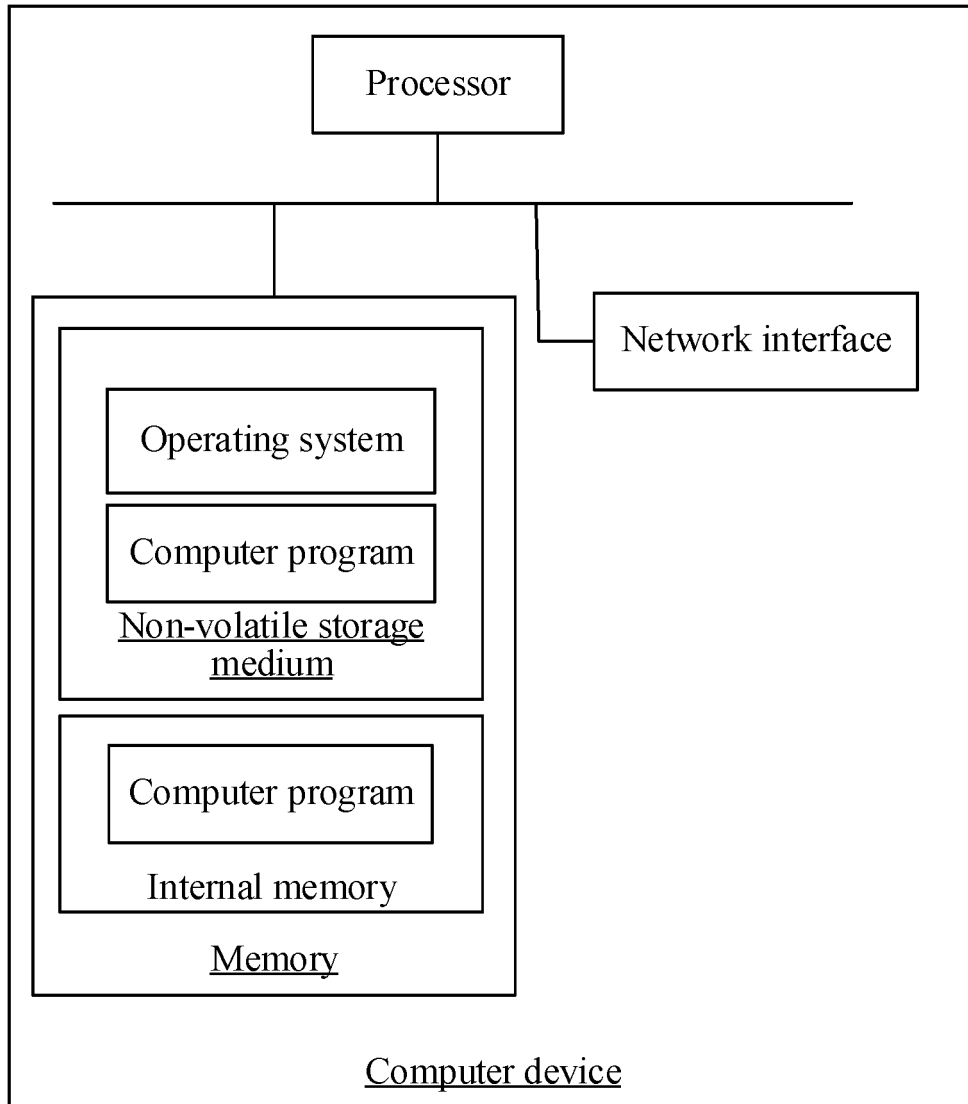 Processor
Network interface
Operating system
Computer program
Non-volatile storage
medium
Computer program
Internal memory
Memory
Computer device